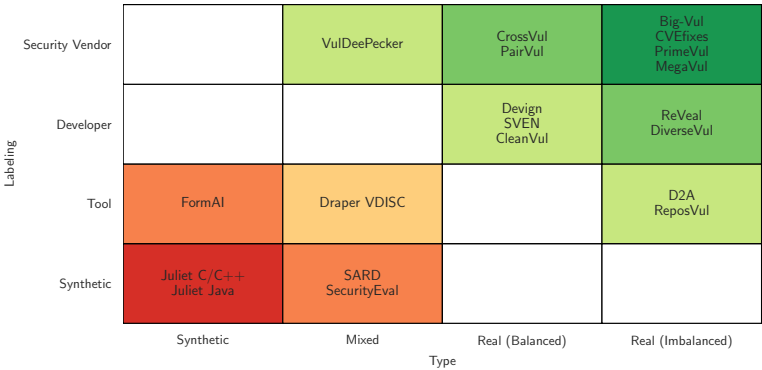 Labeling
Security Vendor
VulDeePecker
CrossVul
PairVul
Big-Vul
CVEfixes
PrimeVul
MegaVul
Developer
Devign
SVEN
CleanVul
ReVeal
DiverseVul
Tool
FormAI
Draper VDISC
D2A
ReposVul
Synthetic
Juliet C/C++
Juliet Java
SARD
SecurityEval
Synthetic
Mixed
Real (Balanced)
Real (Imbalanced)
Type